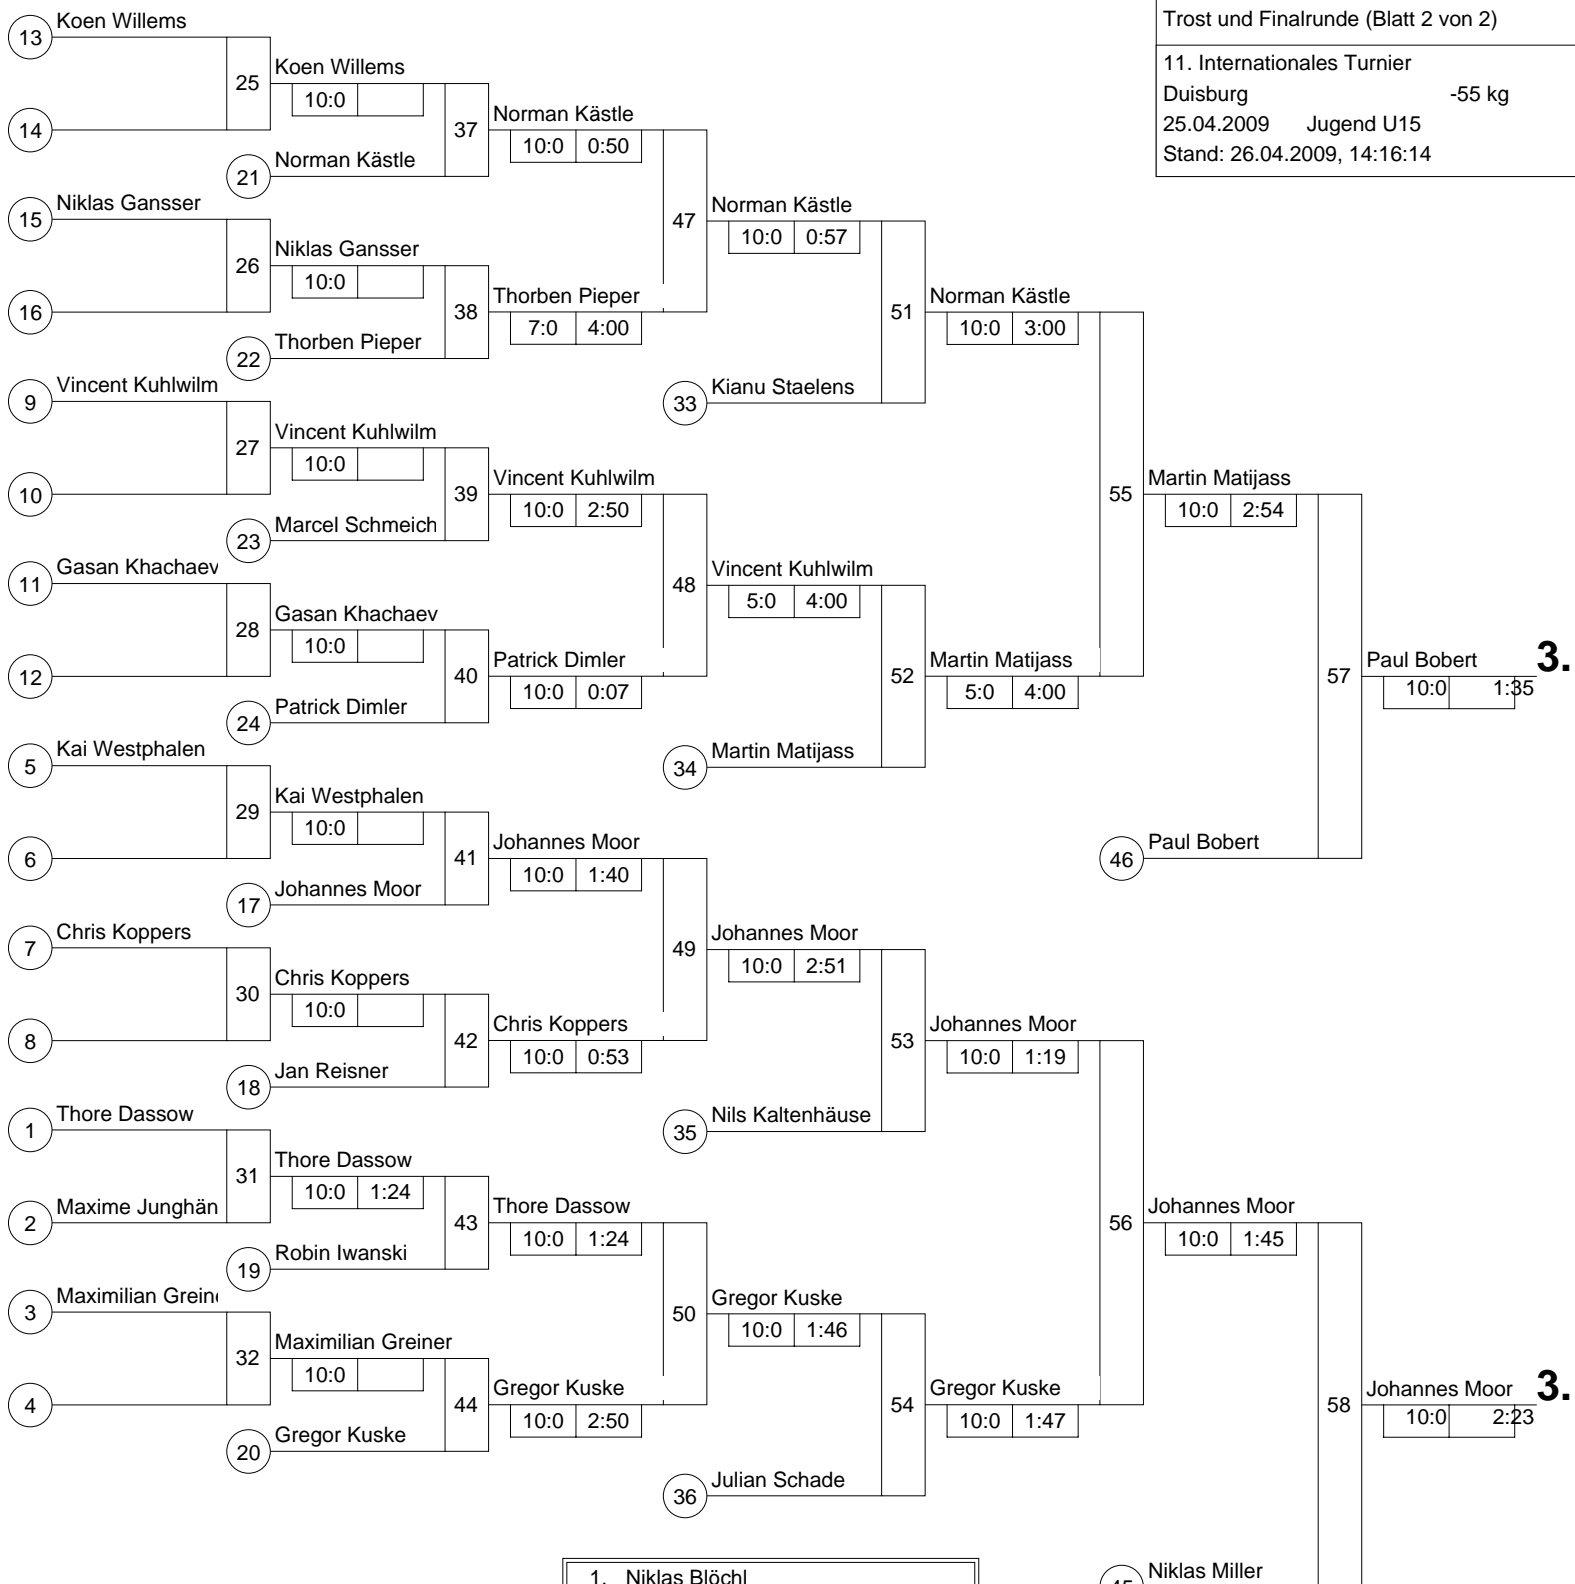 Trost und Finalrunde (Blatt 2 von 2)
11. Internationales Turnier
Duisburg -55 kg
25.04.2009 Jugend U15
Stand: 26.04.2009, 14:16:14
13 Koen Willems
25 Koen Willems
10:0
14
37 Norman Kästle
10:0 0:50
21 Norman Kästle
15 Niklas Gansser
47 Norman Kästle
10:0 0:57
26 Niklas Gansser
10:0
16
38 Thorben Pieper
7:0 4:00
51 Norman Kästle
10:0 3:00
22 Thorben Pieper
9 Vincent Kuhlwilm
33 Kianu Staelens
27 Vincent Kuhlwilm
10:0
10
39 Vincent Kuhlwilm
10:0 2:50
55 Martin Matijass
10:0 2:54
23 Marcel Schmeich
11 Gasan Khachaev
48 Vincent Kuhlwilm
5:0 4:00
28 Gasan Khachaev
10:0
12
40 Patrick Dimler
10:0 0:07
52 Martin Matijass
5:0 4:00
57 Paul Bobert 3.
10:0 1:35
24 Patrick Dimler
5 Kai Westphalen
34 Martin Matijass
29 Kai Westphalen
10:0
6
41 Johannes Moor
10:0 1:40
46 Paul Bobert
17 Johannes Moor
7 Chris Koppers
49 Johannes Moor
10:0 2:51
30 Chris Koppers
10:0
8
42 Chris Koppers
10:0 0:53
53 Johannes Moor
10:0 1:19
18 Jan Reisner
1 Thore Dassow
35 Nils Kaltenhäuse
31 Thore Dassow
10:0 1:24
2 Maxime Junghän
43 Thore Dassow
10:0 1:24
56 Johannes Moor
10:0 1:45
19 Robin Iwanski
3 Maximilian Grein
50 Gregor Kuske
10:0 1:46
32 Maximilian Greiner
10:0
4
44 Gregor Kuske
10:0 2:50
54 Gregor Kuske
10:0 1:47
58 Johannes Moor 3.
10:0 2:23
20 Gregor Kuske
36 Julian Schade
1. Niklas Blöchl
45 Niklas Miller